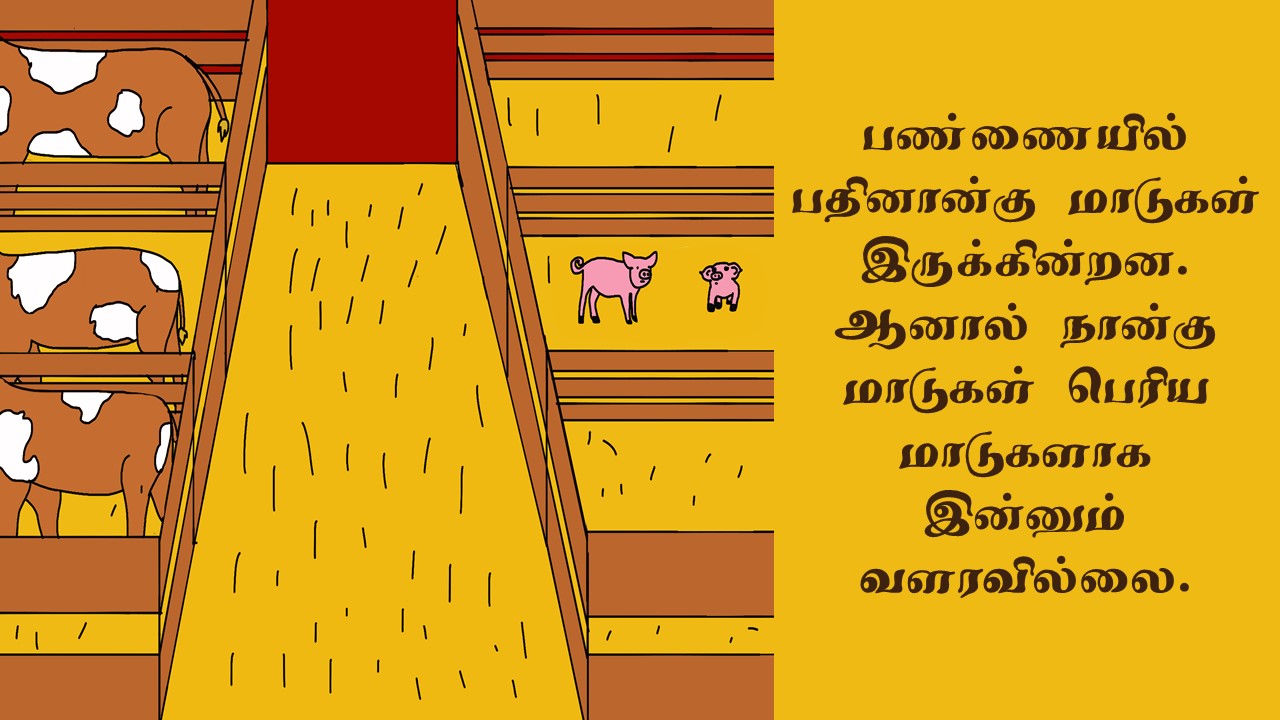 பண்ணையில்
பதினான்கு மாடுகள்
இருக்கின்றன.
ஆனால் நான்கு
மாடுகள் பெரிய
மாடுகளாக
இன்னும்
வளரவில்லை.